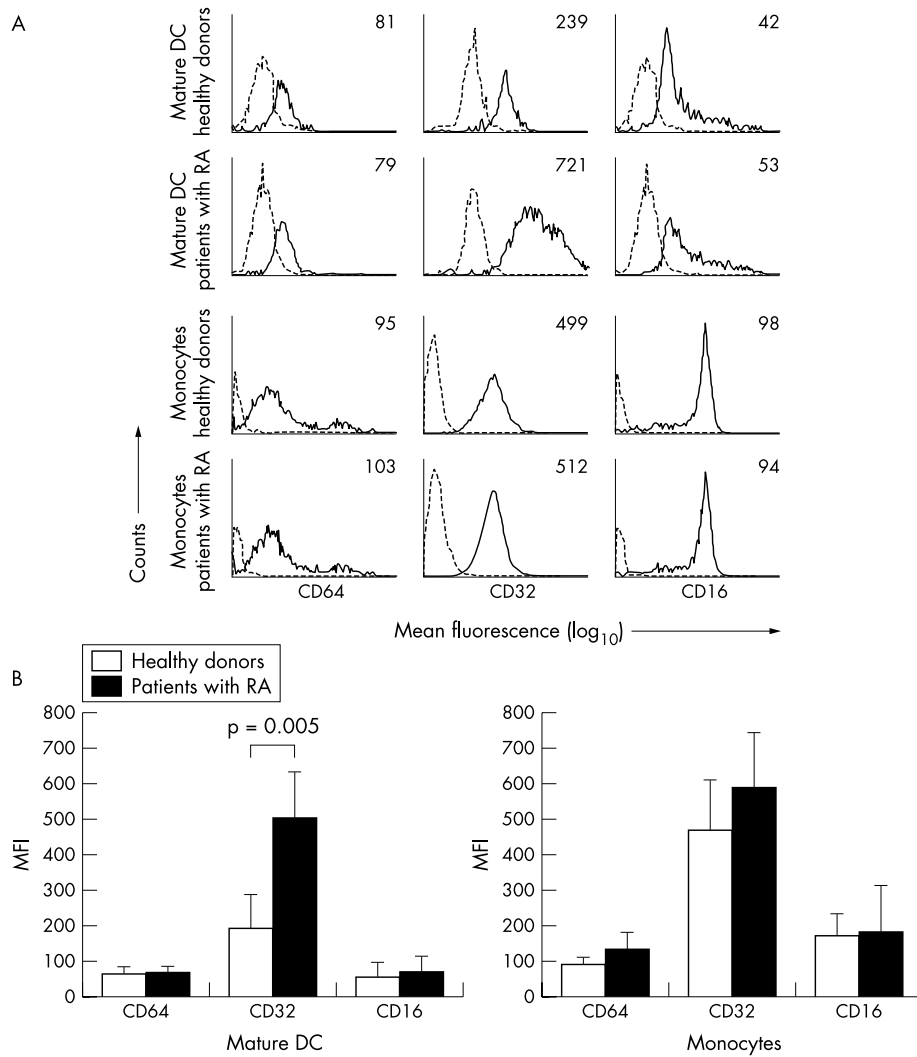 A
Mature DC
healthy donors
81
239
42
Mature DC
patients with RA
79
721
53
Monocytes
healthy donors
95
499
98
Monocytes
patients with RA
103
512
94
Counts
CD64
CD32
CD16
Mean fluorescence (log10)
B
Healthy donors
Patients with RA
MFI
800
700
600
500
400
300
200
100
0
p = 0.005
CD64
CD32
CD16
Mature DC
MFI
800
700
600
500
400
300
200
100
0
CD64
CD32
CD16
Monocytes